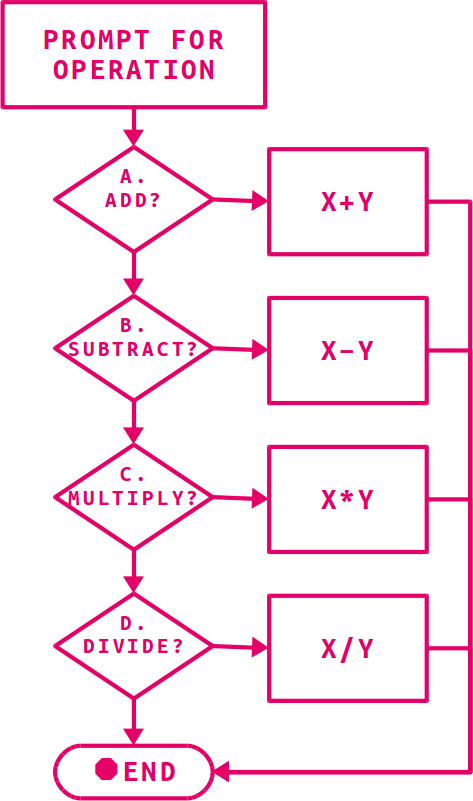 PROMPT FOR
OPERATION
A.
ADD?
X+Y
B.
SUBTRACT?
X-Y
C.
MULTIPLY?
X*Y
D.
DIVIDE?
X/Y
END